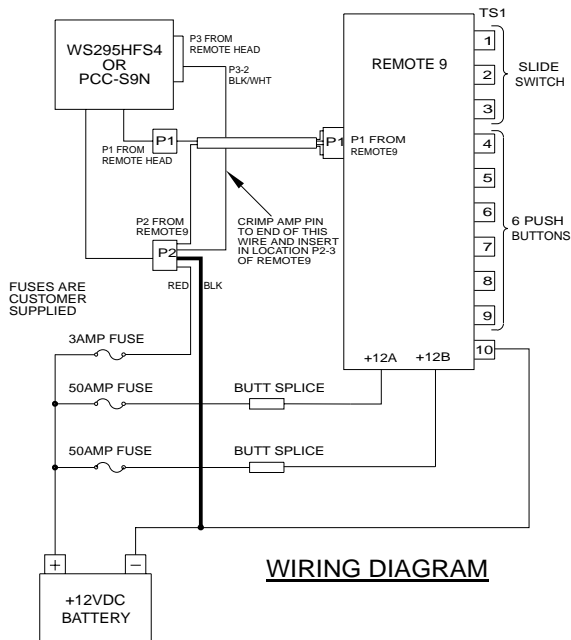 TS1
WS295HFS4
OR
PCC-S9N
P3 FROM
REMOTE HEAD
P3-2
BLK/WHT
REMOTE 9
1
2
3
SLIDE
SWITCH
P1
P1 FROM
REMOTE HEAD
P1
P1 FROM
REMOTE9
4
5
6
7
8
9
6 PUSH
BUTTONS
10
P2 FROM
REMOTE9
P2
CRIMP AMP PIN
TO END OF THIS
WIRE AND INSERT
IN LOCATION P2-3
OF REMOTE9
RED
BLK
FUSES ARE
CUSTOMER
SUPPLIED
3AMP FUSE
+12A
+12B
50AMP FUSE
BUTT SPLICE
50AMP FUSE
BUTT SPLICE
+
−
+12VDC
BATTERY
WIRING DIAGRAM